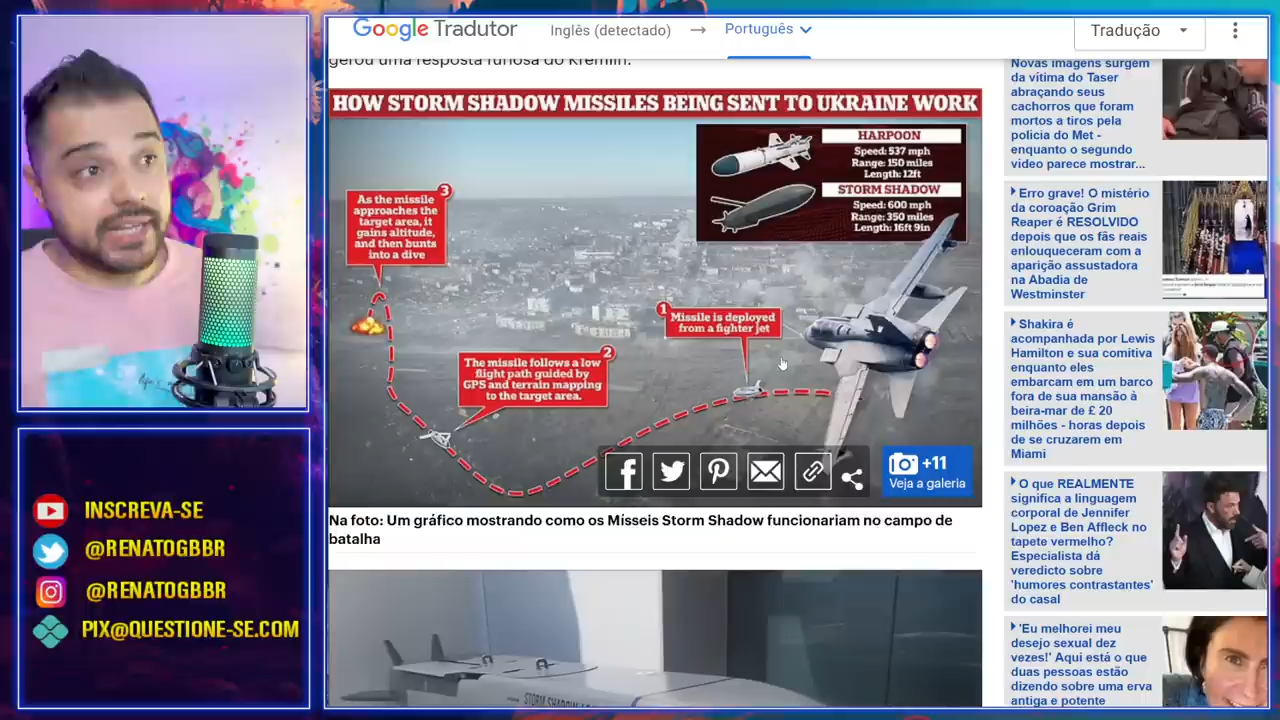 Google Tradutor
Inglês (detectado)
→
Português
Tradução
gerou uma resposta furiosa do Kremlin.
HOW STORM SHADOW MISSILES BEING SENT TO UKRAINE WORK
HARPOON
Speed: 537 mph
Range: 150 miles
Length: 12ft
STORM SHADOW
Speed: 600 mph
Range: 350 miles
Length: 16ft 9in
3
As the missile
approaches the
target area, it
gains altitude,
and then bunts
into a dive
1
Missile is deployed
from a fighter jet
2
The missile follows a low
flight path guided by
GPS and terrain mapping
to the target area.
+11
Veja a galeria
Na foto: Um gráfico mostrando como os Mísseis Storm Shadow funcionariam no campo de
batalha
STORM SHADOW
Novas imagens surgem
da vítima do Taser
abraçando seus
cachorros que foram
mortos a tiros pela
polícia do Met -
enquanto o segundo
vídeo parece mostrar...
Erro grave! O mistério
da coroação Grim
Reaper é RESOLVIDO
depois que os fãs reais
enlouqueceram com a
aparição assustadora
na Abadia de
Westminster
Shakira é
acompanhada por Lewis
Hamilton e sua comitiva
enquanto eles
embarcam em um barco
fora de sua mansão à
beira-mar de £ 20
milhões - horas depois
de se cruzarem em
Miami
O que REALMENTE
significa a linguagem
corporal de Jennifer
Lopez e Ben Affleck no
tapete vermelho?
Especialista dá
veredicto sobre
'humores contrastantes'
do casal
'Eu melhorei meu
desejo sexual dez
vezes!' Aqui está o que
duas pessoas estão
dizendo sobre uma erva
antiga e potente
INSCREVA-SE
@RENATOGBBR
@RENATOGBBR
PIX@QUESTIONE-SE.COM